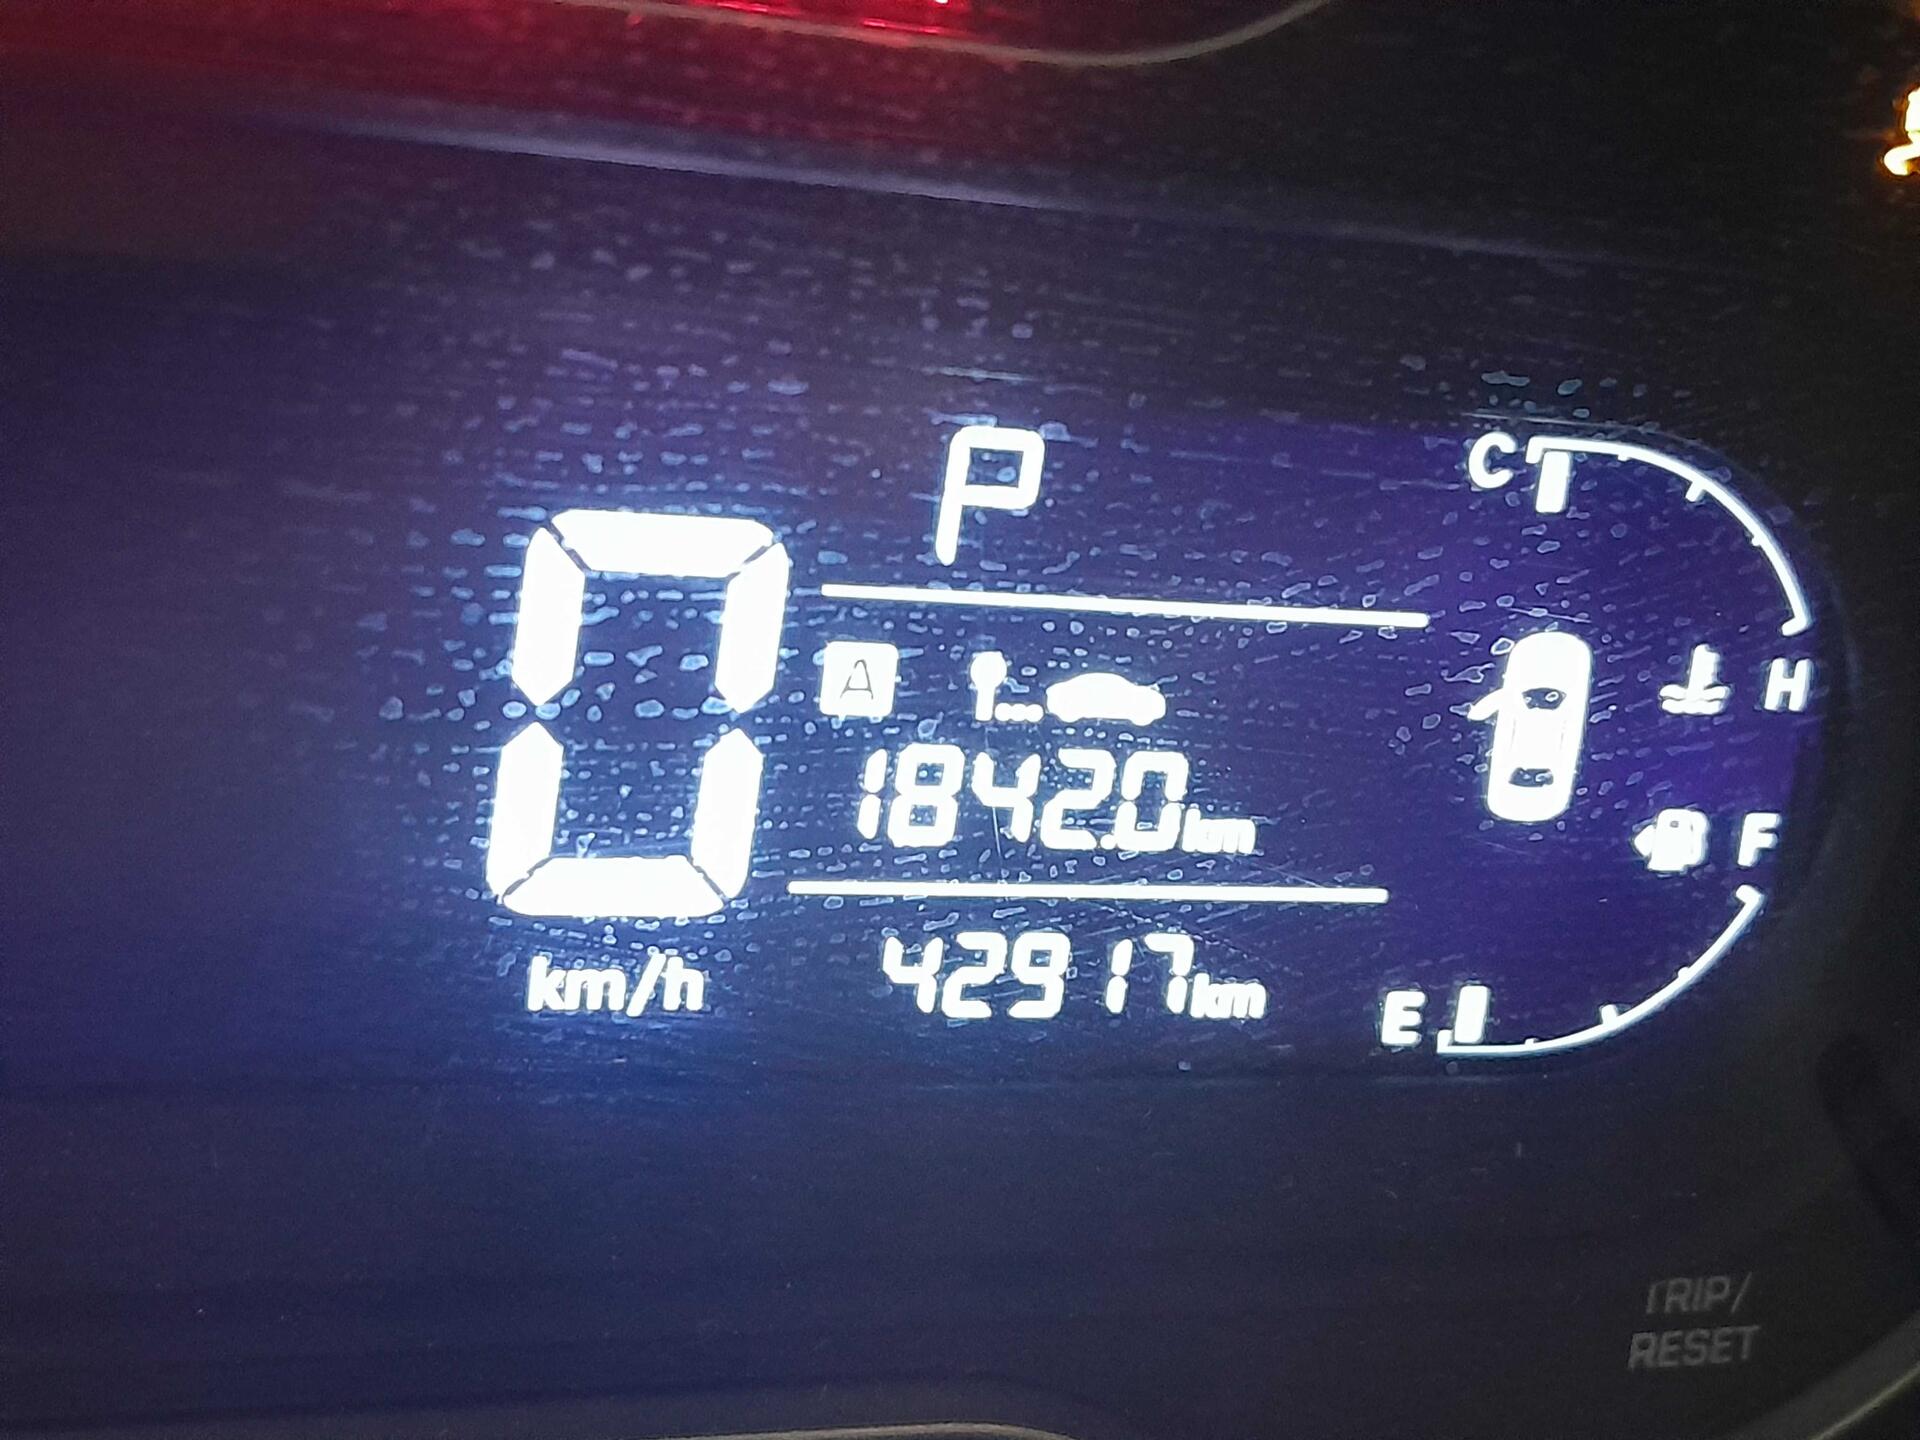 P
C
0
A
H
1842.0 km
F
km/h
42917 km
E
TRIP/
RESET